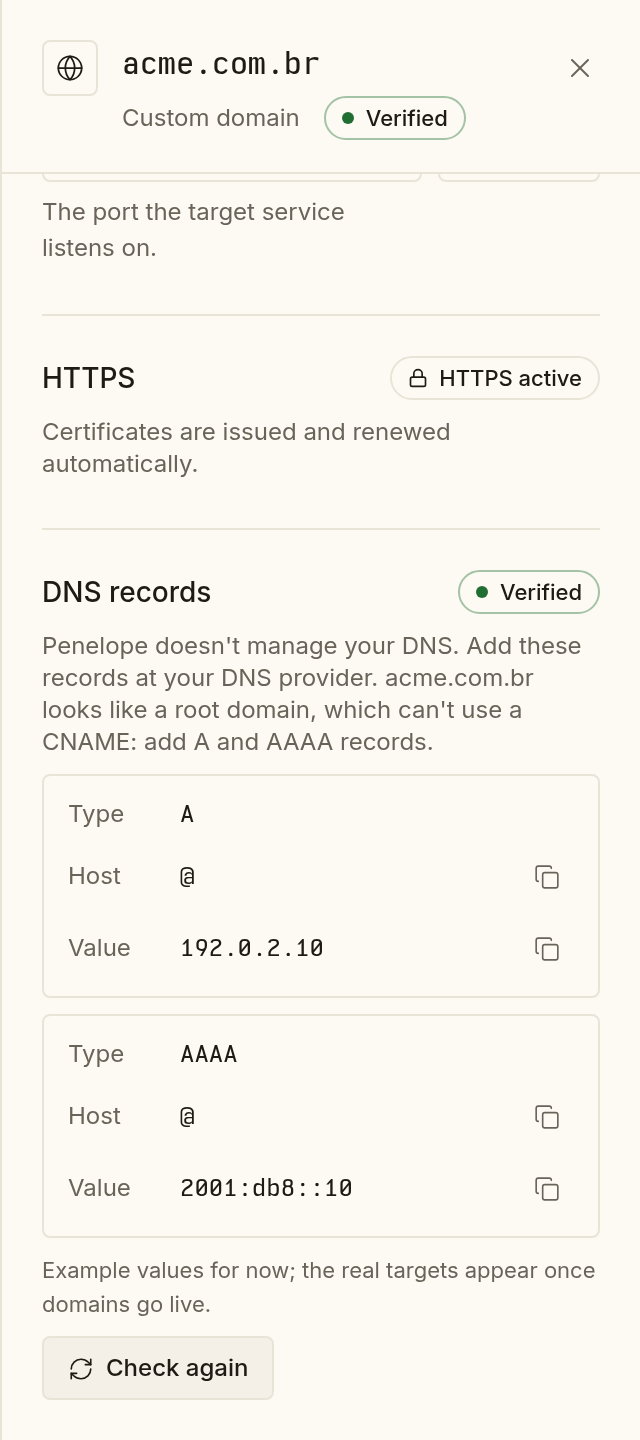 acme.com.br
Custom domain
Verified
The port the target service
listens on.
HTTPS
HTTPS active
Certificates are issued and renewed
automatically.
DNS records
Verified
Penelope doesn't manage your DNS. Add these
records at your DNS provider. acme.com.br
looks like a root domain, which can't use a
CNAME: add A and AAAA records.
Type A
Host @
Value 192.0.2.10
Type AAAA
Host @
Value 2001:db8::10
Example values for now; the real targets appear once
domains go live.
Check again